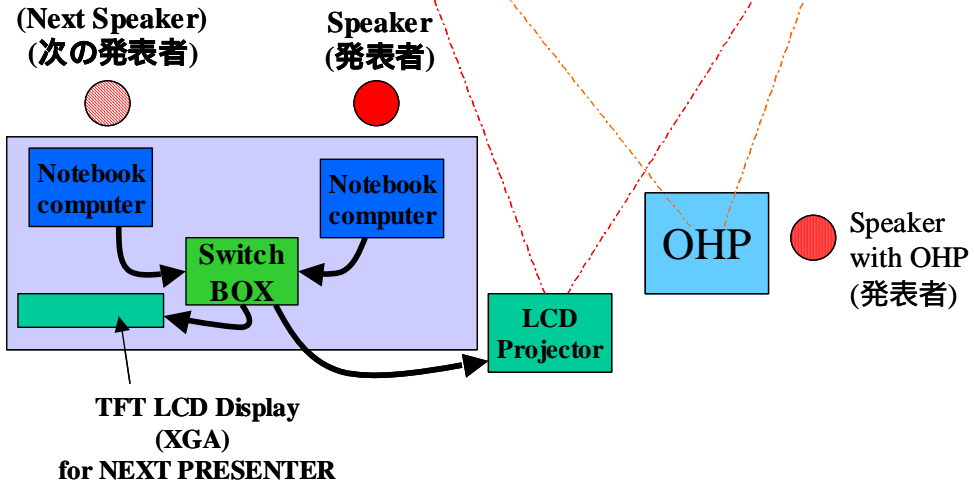 (Next Speaker)
(次の発表者)
Speaker
(発表者)
Notebook
computer
Notebook
computer
Switch
BOX
OHP
Speaker
with OHP
(発表者)
LCD
Projector
TFT LCD Display
(XGA)
for NEXT PRESENTER